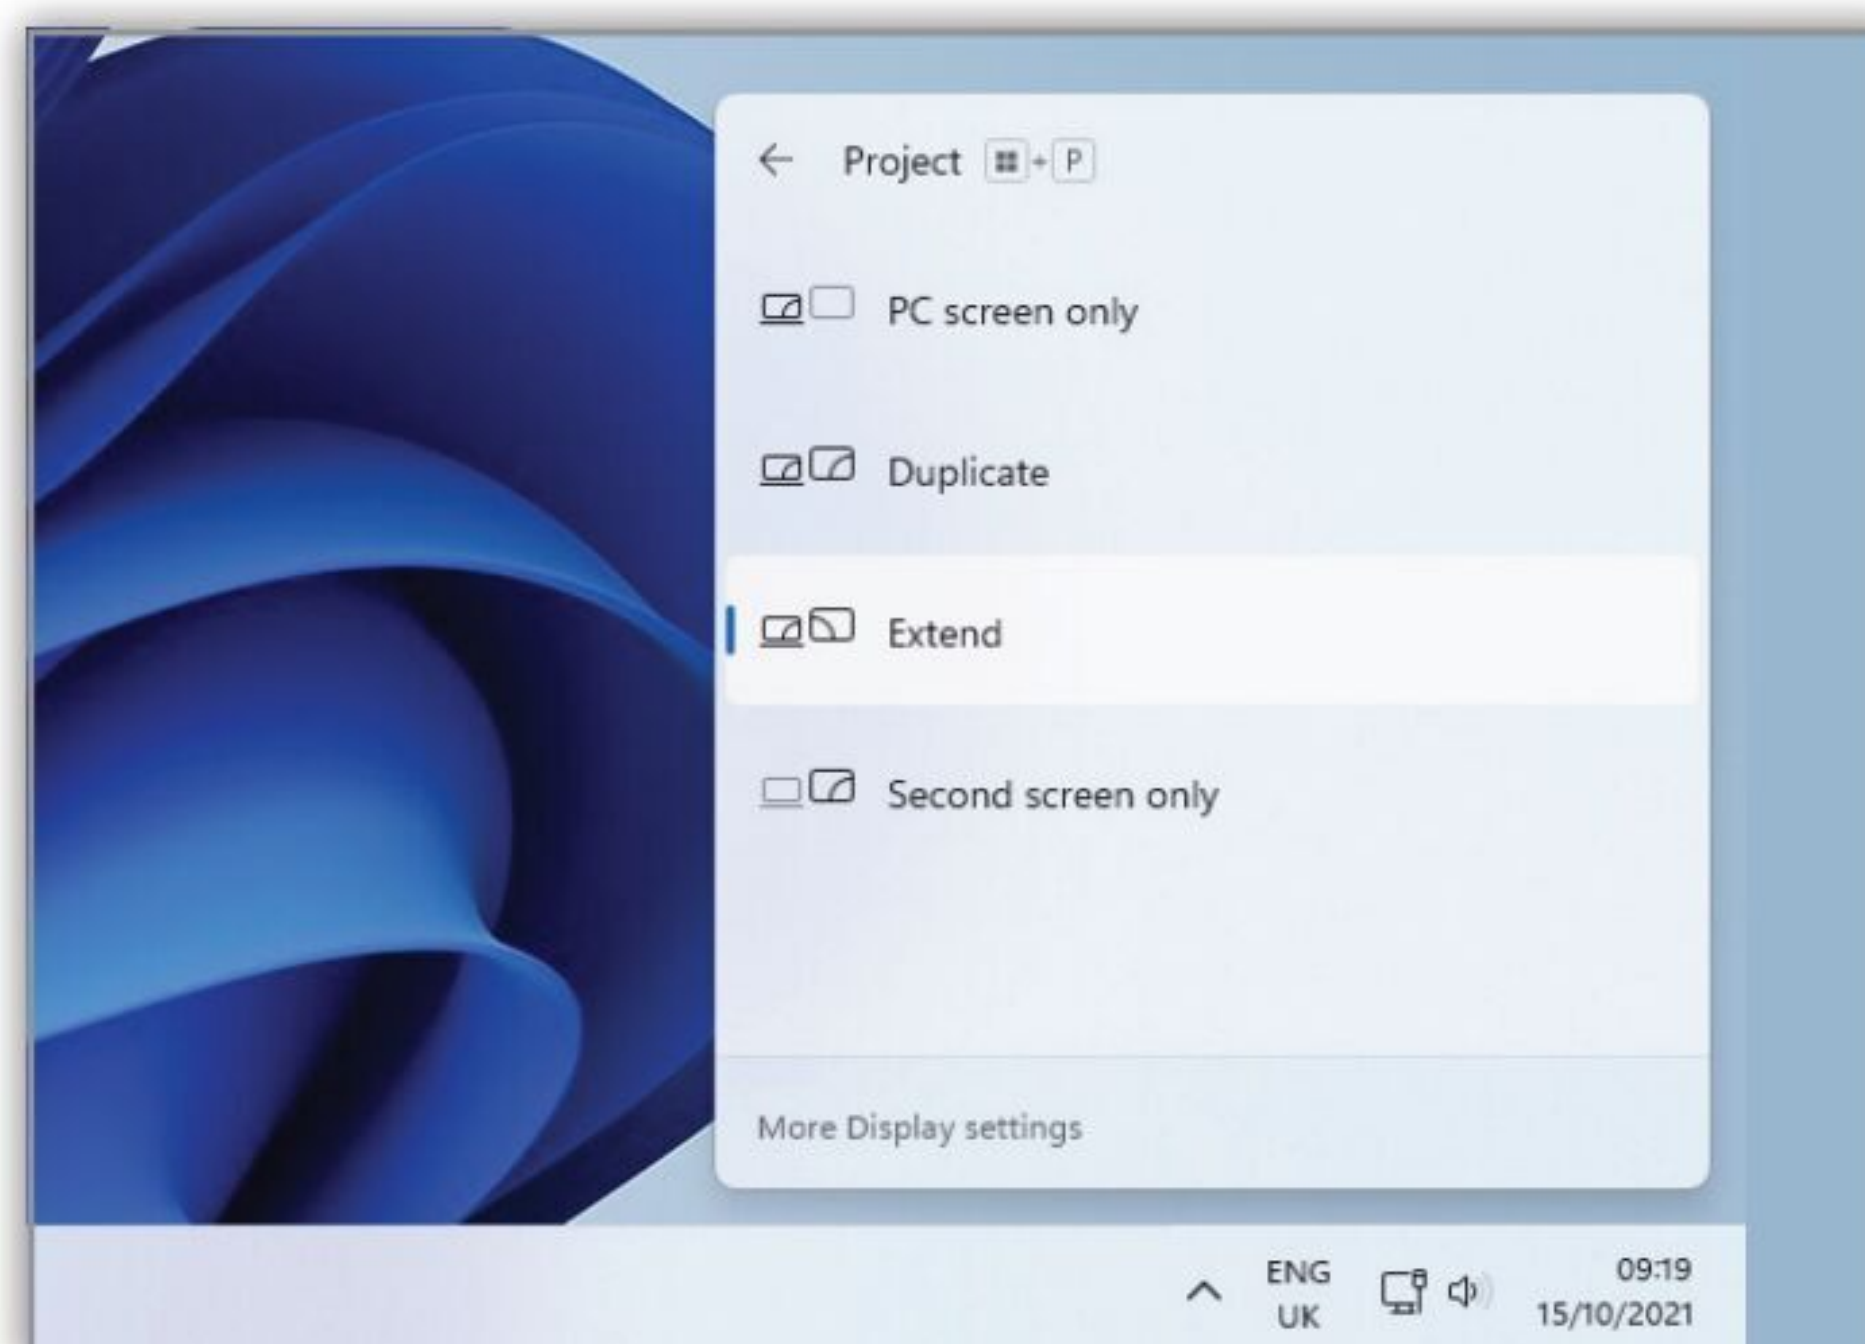 Project + P
PC screen only
Duplicate
Extend
Second screen only
More Display settings
ENG
UK
09:19
15/10/2021